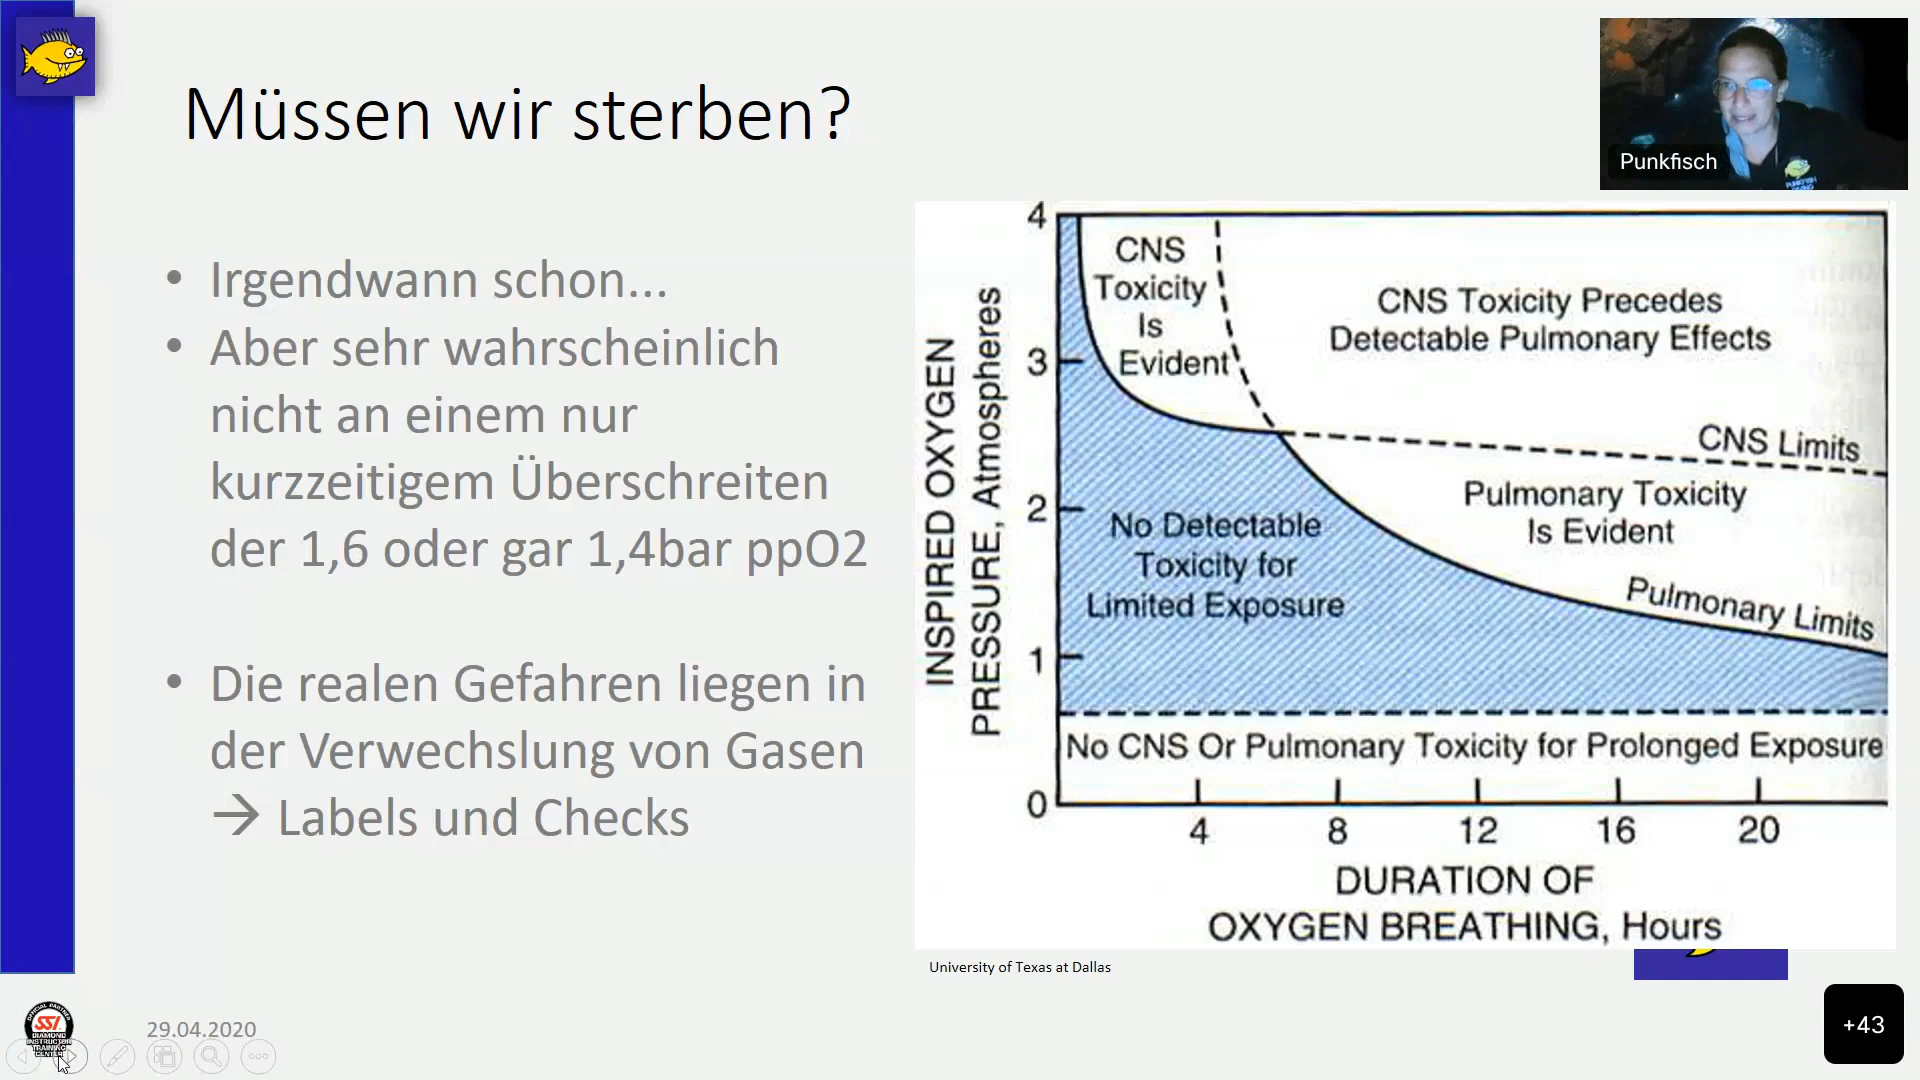 Müssen wir sterben?
Punkfisch
• Irgendwann schon...
• Aber sehr wahrscheinlich
nicht an einem nur
kurzzeitigem Überschreiten
der 1,6 oder gar 1,4bar ppO2
• Die realen Gefahren liegen in
der Verwechslung von Gasen
→ Labels und Checks
INSPIRED OXYGEN
PRESSURE, Atmospheres
4
3
2
1
0
CNS
Toxicity
Is
Evident
CNS Toxicity Precedes
Detectable Pulmonary Effects
CNS Limits
Pulmonary Toxicity
Is Evident
No Detectable
Toxicity for
Limited Exposure
Pulmonary Limits
No CNS Or Pulmonary Toxicity for Prolonged Exposure
4 8 12 16 20
DURATION OF
OXYGEN BREATHING, Hours
University of Texas at Dallas
SSI
DIAMOND
INSTRUCTOR
TRAINING
CENTER
29.04.2020
+43